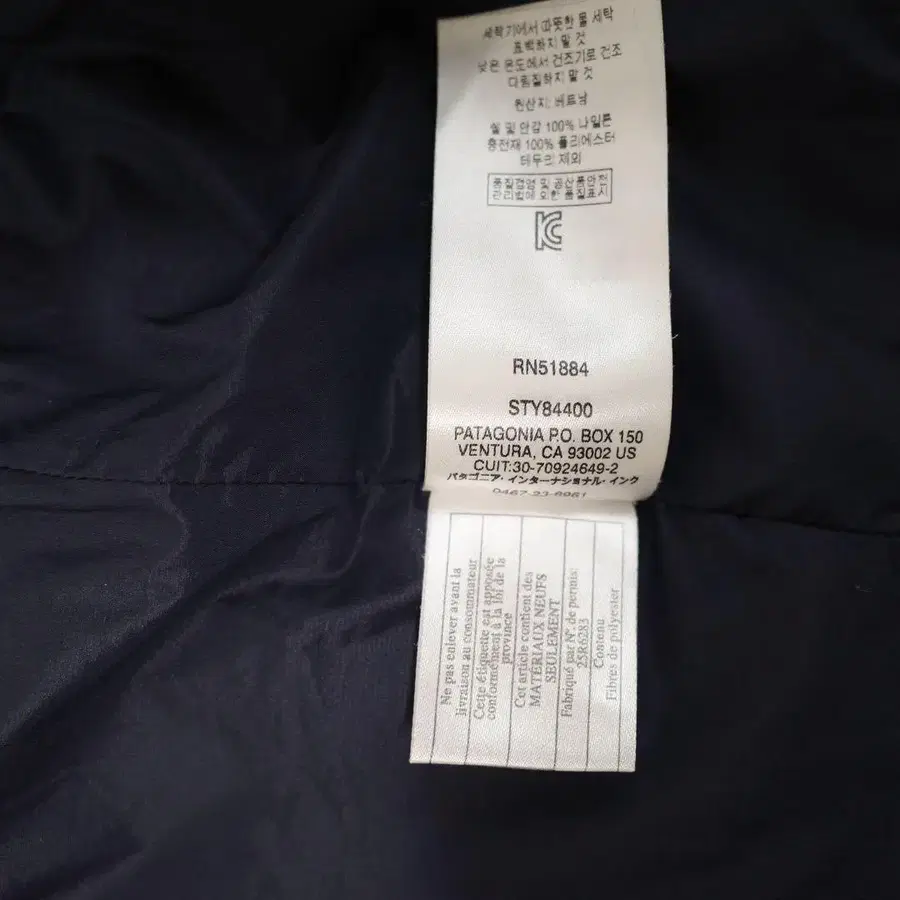 세탁기에서 따뜻한 물 세탁
표백하지 말 것
낮은 온도에서 건조기로 건조
다림질하지 말 것
원산지: 베트남
쉘 및 안감 100% 나일론
충전재 100% 폴리에스터
테두리 제외
품질경영 및 공산품안전
관리법에 의한 품질표시
RN51884
STY84400
PATAGONIA P.O. BOX 150
VENTURA, CA 93002 US
CUIT:30-70924649-2
パタゴニア・インターナショナル・インク
0467-23-8961
Ne pas enlever avant la
livraison au consommateur
Cette étiquette est apposée
conformément à la loi de la
province
Cet article contient des
MATÉRIAUX NEUFS
SEULEMENT
Fabriqué par N° de permis:
25R6283
Contenu
Fibres de polyester